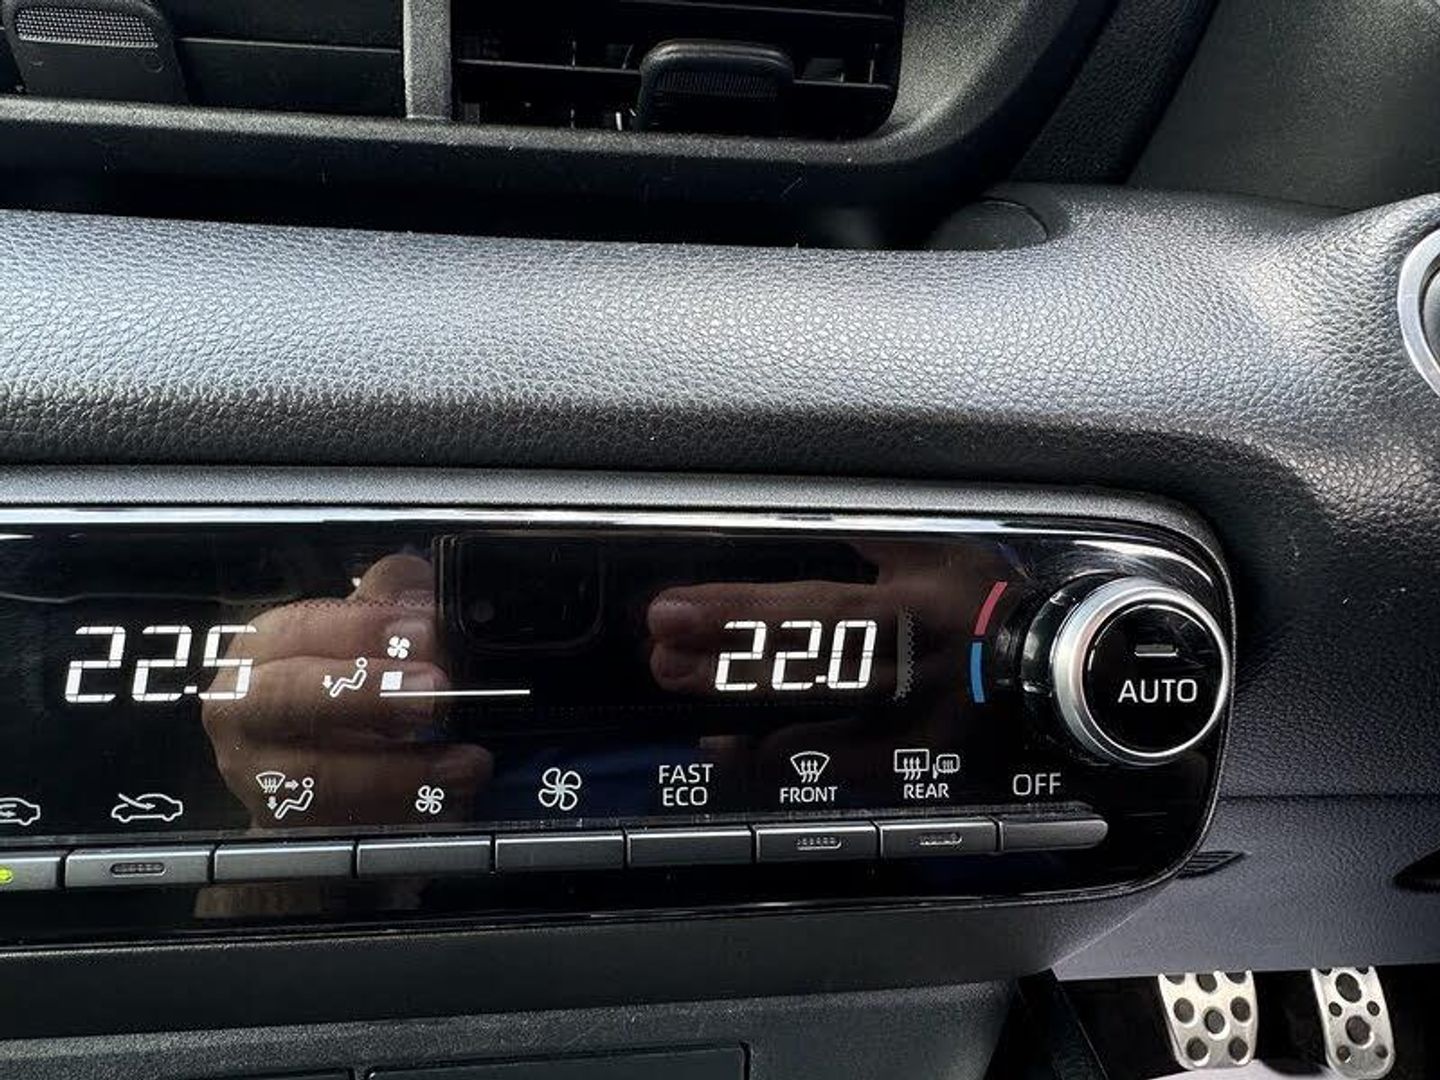 22.5 22.0
AUTO
FAST
ECO
FRONT
REAR
OFF